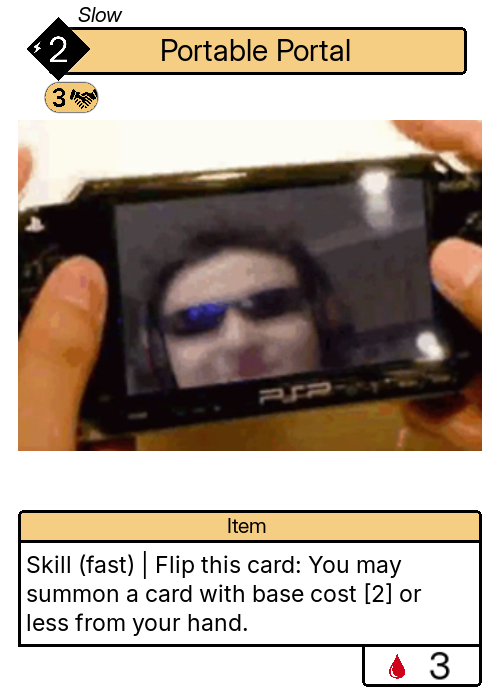 Slow
2
Portable Portal
3
PSP
Item
Skill (fast) | Flip this card: You may
summon a card with base cost [2] or
less from your hand.
3